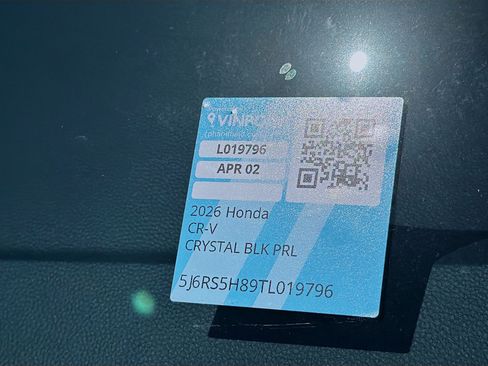 L019796
APR 02
2026 Honda
CR-V
CRYSTAL BLK PRL
5J6RS5H89TL019796